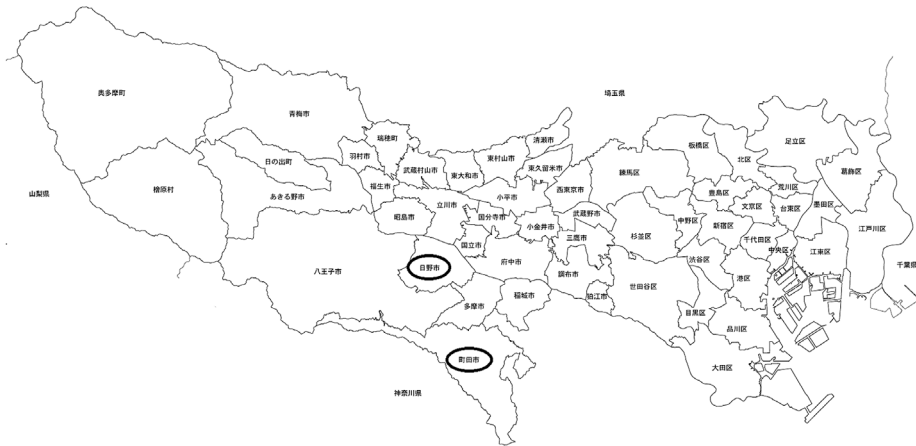 埼玉県
奥多摩町
青梅市
瑞穂町
清瀬市
板橋区
足立区
北区
羽村市
日の出町
武蔵村山市
東大和市
東村山市
東久留米市
練馬区
葛飾区
山梨県
檜原村
あきる野市
福生市
小平市
西東京市
豊島区
荒川区
立川市
昭島市
国分寺市
小金井市
武蔵野市
中野区
文京区
台東区
墨田区
新宿区
江戸川区
杉並区
三鷹市
千代田区
国立市
中央区
江東区
八王子市
日野市
府中市
調布市
渋谷区
港区
千葉県
多摩市
稲城市
狛江市
世田谷区
目黒区
品川区
町田市
大田区
神奈川県